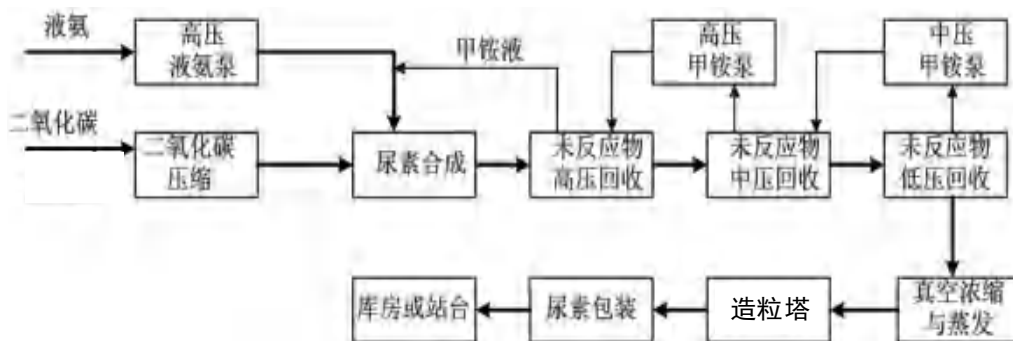 液氨
高压
液氨泵
甲铵液
高压
甲铵泵
中压
甲铵泵
二氧化碳
二氧化碳
压缩
尿素合成
未反应物
高压回收
未反应物
中压回收
未反应物
低压回收
库房或站台
尿素包装
造粒塔
真空浓缩
与蒸发